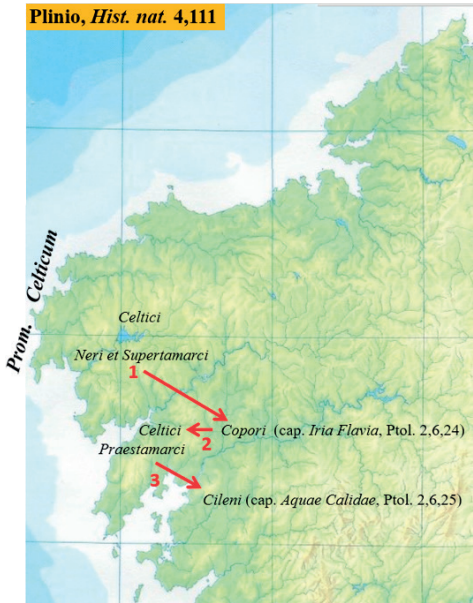 Plinio, Hist. nat. 4,111
Prom. Celticum
Celtici
Neri et Supertamarci
1
Celtici
2
Copori (cap. Iria Flavia, Ptol. 2,6,24)
Praestamarci
3
Cileni (cap. Aquae Calidae, Ptol. 2,6,25)